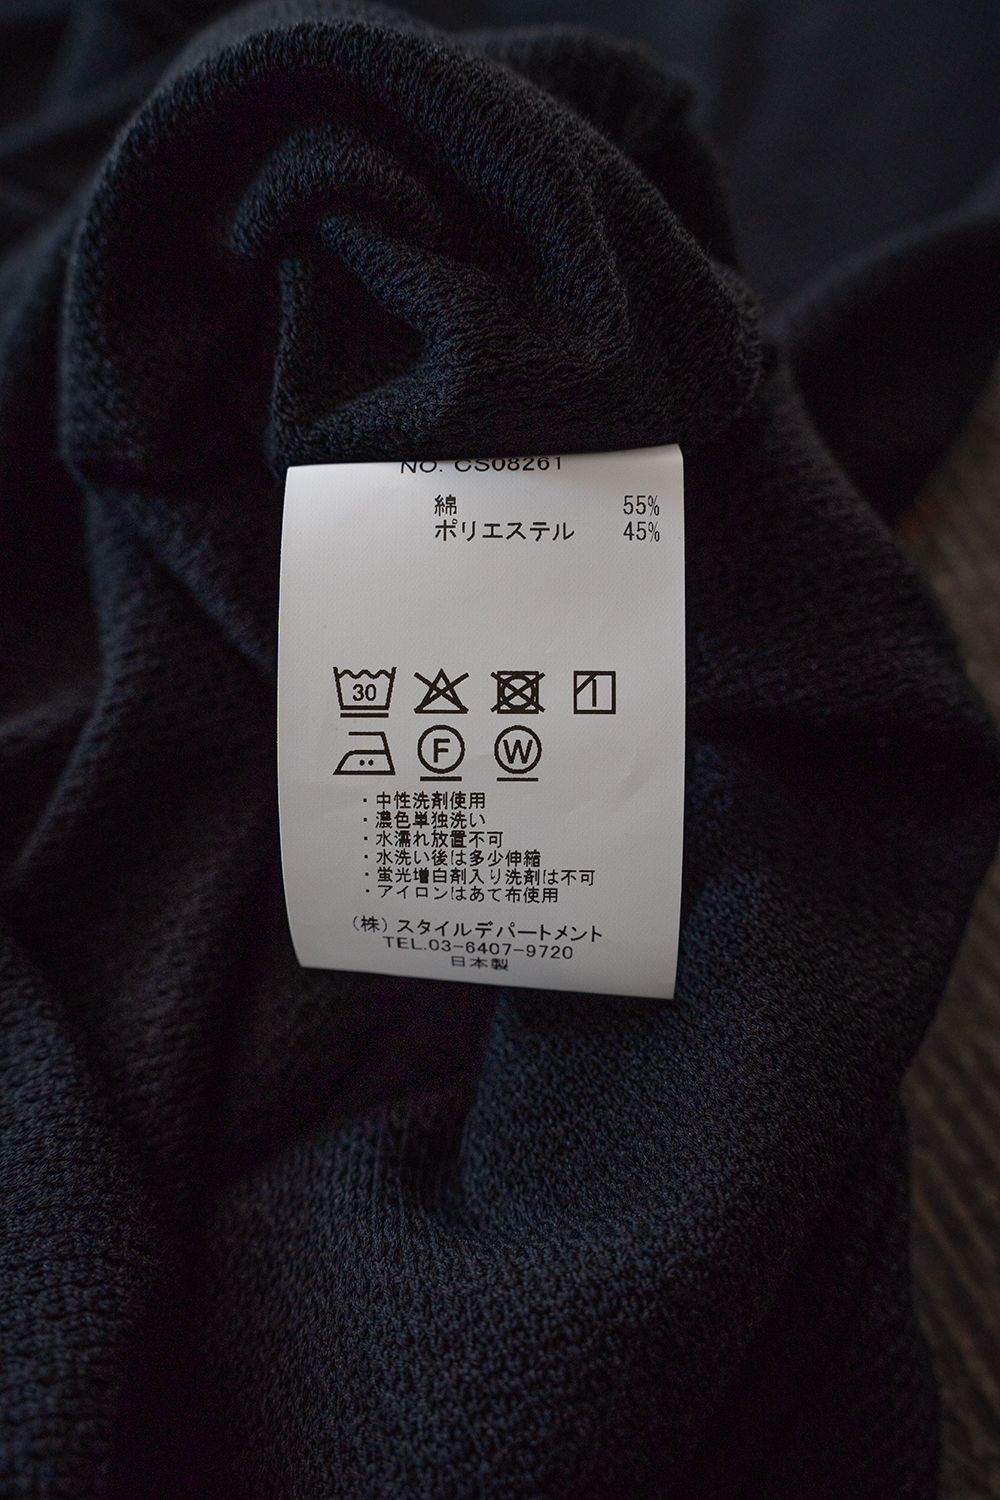 NO. CS08261
綿 55%
ポリエステル 45%
30
F W
・中性洗剤使用
・濃色単独洗い
・水濡れ放置不可
・水洗い後は多少伸縮
・蛍光増白剤入り洗剤は不可
・アイロンはあて布使用
(株) スタイルデパートメント
TEL.03-6407-9720
日本製